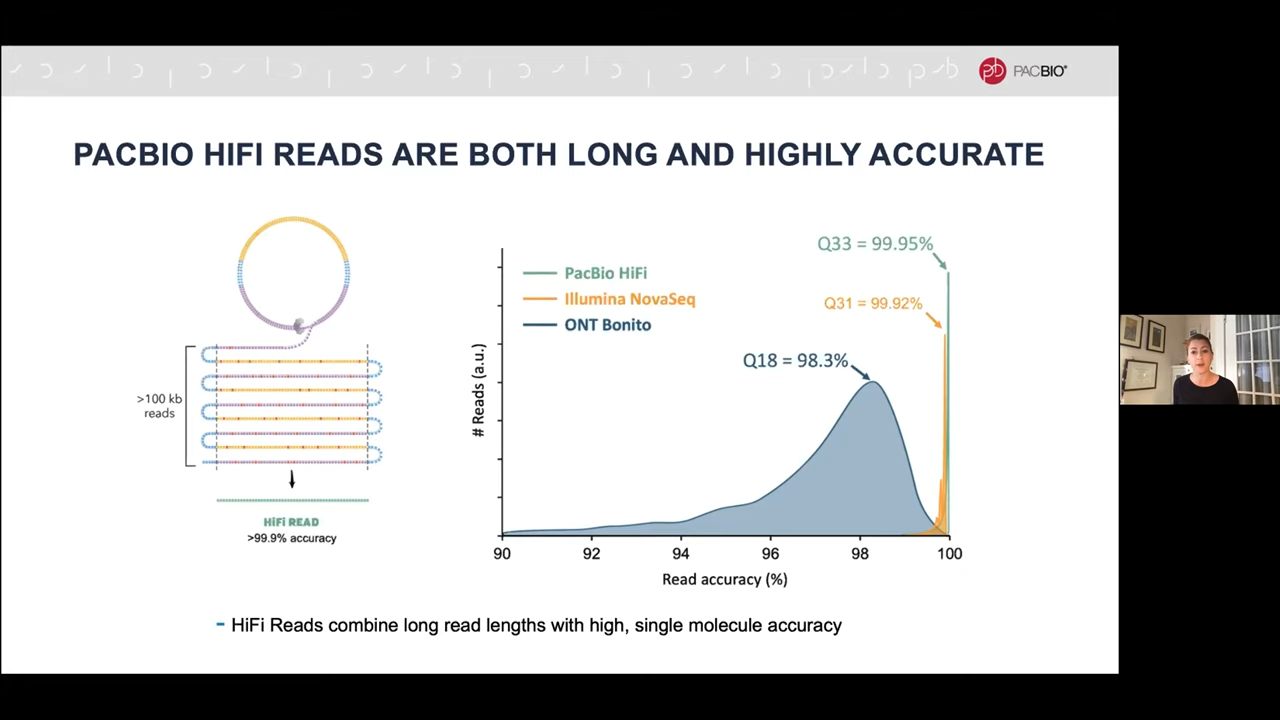 PACBIO®
PACBIO HIFI READS ARE BOTH LONG AND HIGHLY ACCURATE
>100 kb
reads
HiFi READ
>99.9% accuracy
Q33 = 99.95%
PacBio HiFi
Illumina NovaSeq
Q31 = 99.92%
ONT Bonito
Q18 = 98.3%
# Reads (a.u.)
90 92 94 96 98 100
Read accuracy (%)
- HiFi Reads combine long read lengths with high, single molecule accuracy